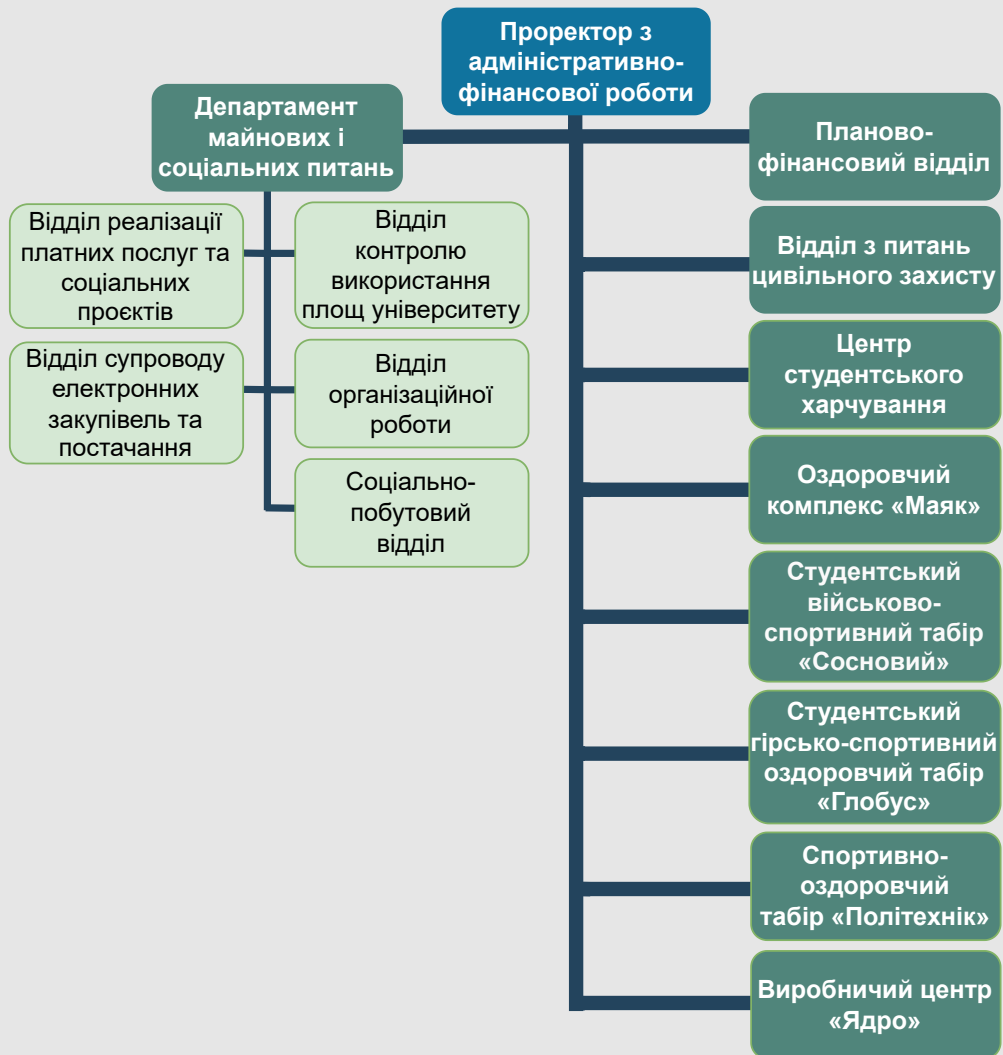 Проректор з
адміністративно-
фінансової роботи
Департамент
майнових і
соціальних питань
Відділ реалізації
платних послуг та
соціальних
проєктів
Відділ
контролю
використання
площ університету
Відділ супроводу
електронних
закупівель та
постачання
Відділ
організаційної
роботи
Соціально-
побутовий
відділ
Планово-
фінансовий відділ
Відділ з питань
цивільного захисту
Центр
студентського
харчування
Оздоровчий
комплекс «Маяк»
Студентський
військово-
спортивний табір
«Сосновий»
Студентський
гірсько-спортивний
оздоровчий табір
«Глобус»
Спортивно-
оздоровчий
табір «Політехнік»
Виробничий центр
«Ядро»